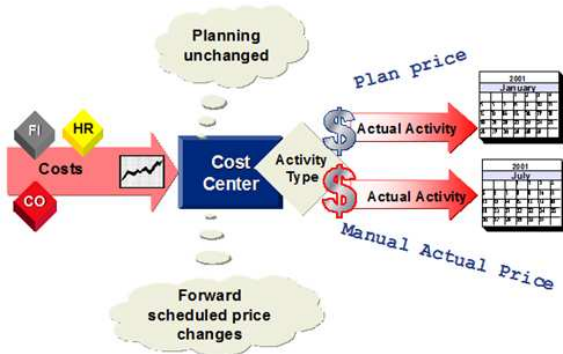 Planning
unchanged
Plan price
2001
January
FI
HR
Costs
CO
Cost
Center
Activity
Type
$
Actual Activity
$
Actual Activity
2001
July
Manual Actual Price
Forward
scheduled price
changes